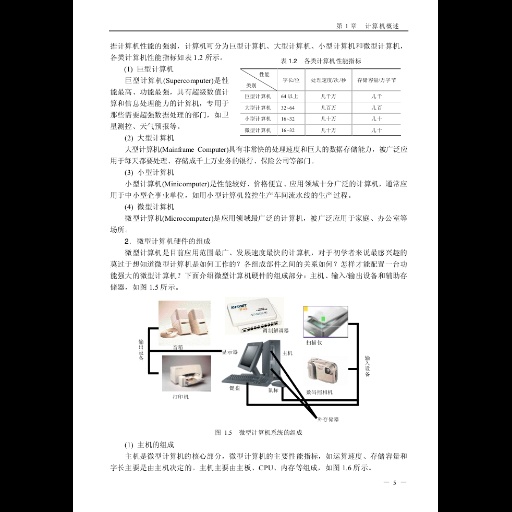 第 1 章　计算机概述
按计算机性能的强弱，计算机可分为巨型计算机、大型计算机、小型计算机和微型计算机，
各类计算机性能指标如表 1.2 所示。
表 1.2　各类计算机性能指标
(1) 巨型计算机
巨型计算机(Supercomputer)是性
能最高、功能最强，具有超级数值计
算和信息处理能力的计算机，专用于
那些需要超强数据处理的部门，如卫
星测控、天气预报等。
性能
类别
字长/位
处理速度/次/秒
存储容量/万字节
巨型计算机　64 以上　几千万　几千
大型计算机　32~64　几百万　几百
小型计算机　16~32　几十万　几十
微型计算机　16~32　几十万　几十
(2) 大型计算机
大型计算机(Mainframe Computer)具有非常快的处理速度和巨大的数据存储能力，被广泛应
用于每天都要处理、存储成千上万业务的银行、保险公司等部门。
(3) 小型计算机
小型计算机(Minicomputer)是性能较好，价格便宜，应用领域十分广泛的计算机，通常应
用于中小型企事业单位，如用小型计算机监控生产车间流水线的生产过程。
(4) 微型计算机
微型计算机(Microcomputer)是应用领域最广泛的计算机，被广泛应用于家庭、办公室等
场所。
2．微型计算机硬件的组成
微型计算机是目前应用范围最广、发展速度最快的计算机，对于初学者来说最感兴趣的
莫过于想知道微型计算机是如何工作的？各组成部件之间的关系如何？怎样才能配置一台功
能强大的微型计算机？下面介绍微型计算机硬件的组成部分：主机、输入/输出设备和辅助存
储器，如图 1.5 所示。
调制解调器
扫描仪
音箱
输出设备
显示器
主机
输入设备
打印机
键盘
鼠标
数码照相机
外存储器
图 1.5　微型计算机系统的组成
(1) 主机的组成
主机是微型计算机的核心部分，微型计算机的主要性能指标，如运算速度、存储容量和
字长主要是由主机决定的。主机主要由主板、CPU、内存等组成，如图 1.6 所示。
— 5 —